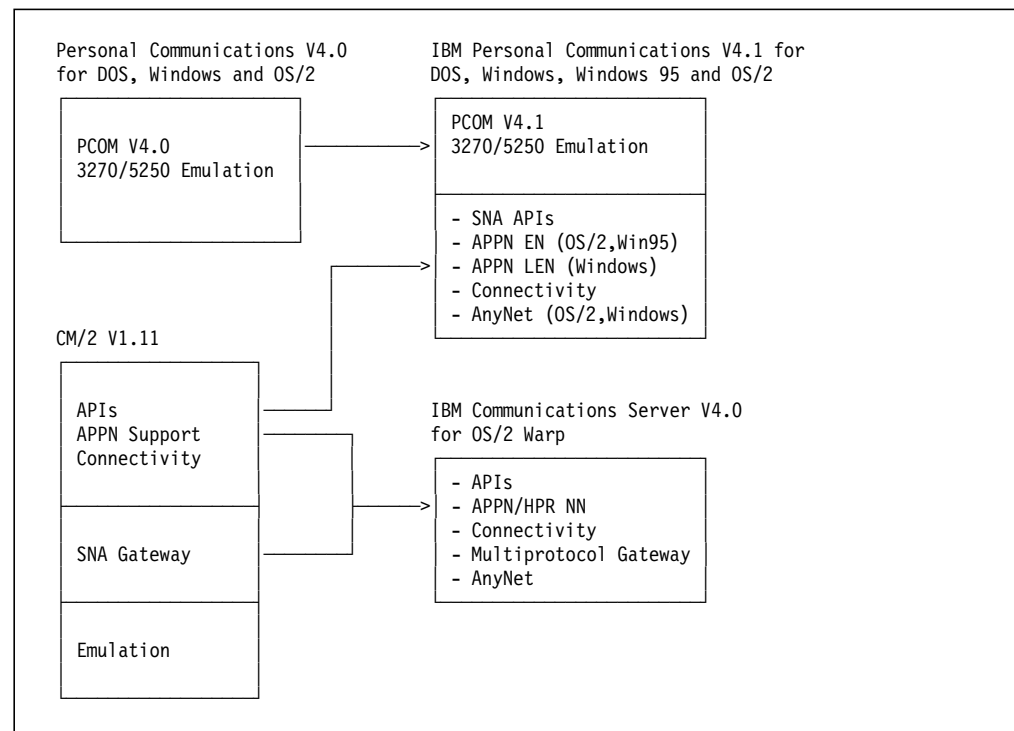 Personal Communications V4.0
for DOS, Windows and OS/2
PCOM V4.0
3270/5250 Emulation
IBM Personal Communications V4.1 for
DOS, Windows, Windows 95 and OS/2
PCOM V4.1
3270/5250 Emulation
- SNA APIs
- APPN EN (OS/2,Win95)
- APPN LEN (Windows)
- Connectivity
- AnyNet (OS/2,Windows)
CM/2 V1.11
APIs
APPN Support
Connectivity
SNA Gateway
Emulation
IBM Communications Server V4.0
for OS/2 Warp
- APIs
- APPN/HPR NN
- Connectivity
- Multiprotocol Gateway
- AnyNet